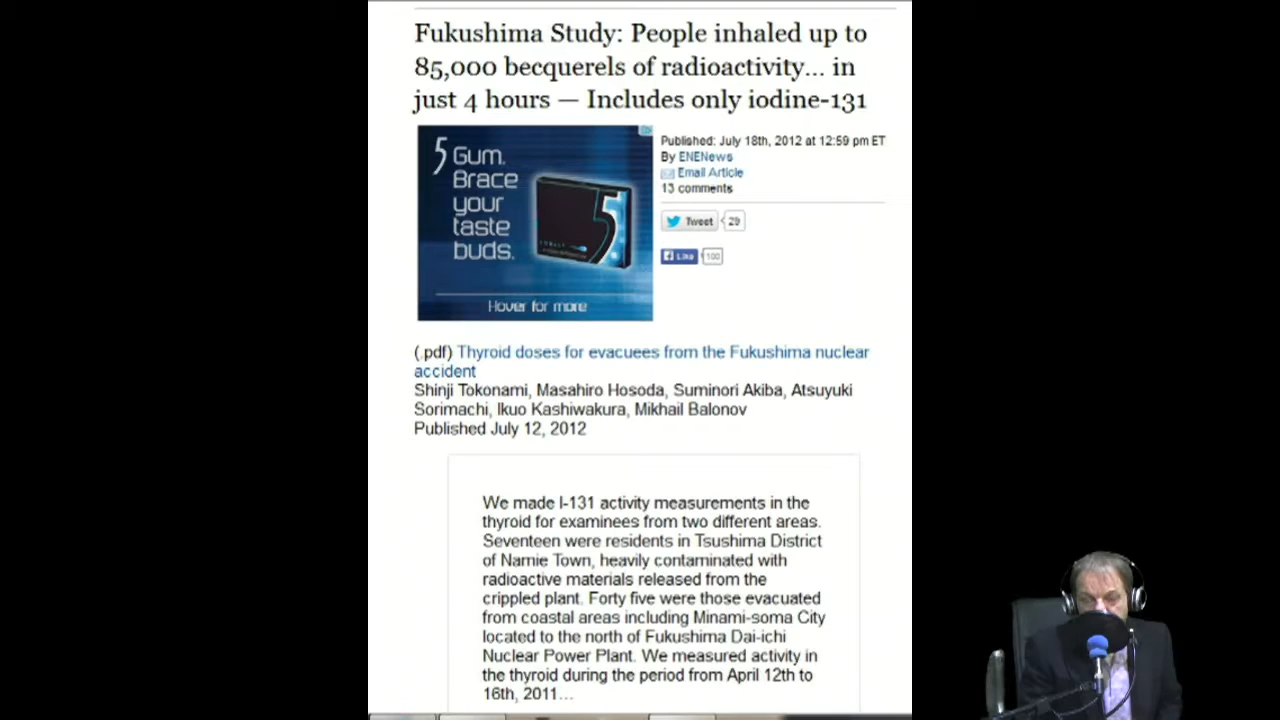 Fukushima Study: People inhaled up to
85,000 becquerels of radioactivity... in
just 4 hours — Includes only iodine-131
5 Gum.
Brace
your
taste
buds.
5
COBALT
Hover for more
Published: July 18th, 2012 at 12:59 pm ET
By ENENews
Email Article
13 comments
Tweet 29
Like 100
(.pdf) Thyroid doses for evacuees from the Fukushima nuclear
accident
Shinji Tokonami, Masahiro Hosoda, Suminori Akiba, Atsuyuki
Sorimachi, Ikuo Kashiwakura, Mikhail Balonov
Published July 12, 2012
We made I-131 activity measurements in the
thyroid for examinees from two different areas.
Seventeen were residents in Tsushima District
of Namie Town, heavily contaminated with
radioactive materials released from the
crippled plant. Forty five were those evacuated
from coastal areas including Minami-soma City
located to the north of Fukushima Dai-ichi
Nuclear Power Plant. We measured activity in
the thyroid during the period from April 12th to
16th, 2011...